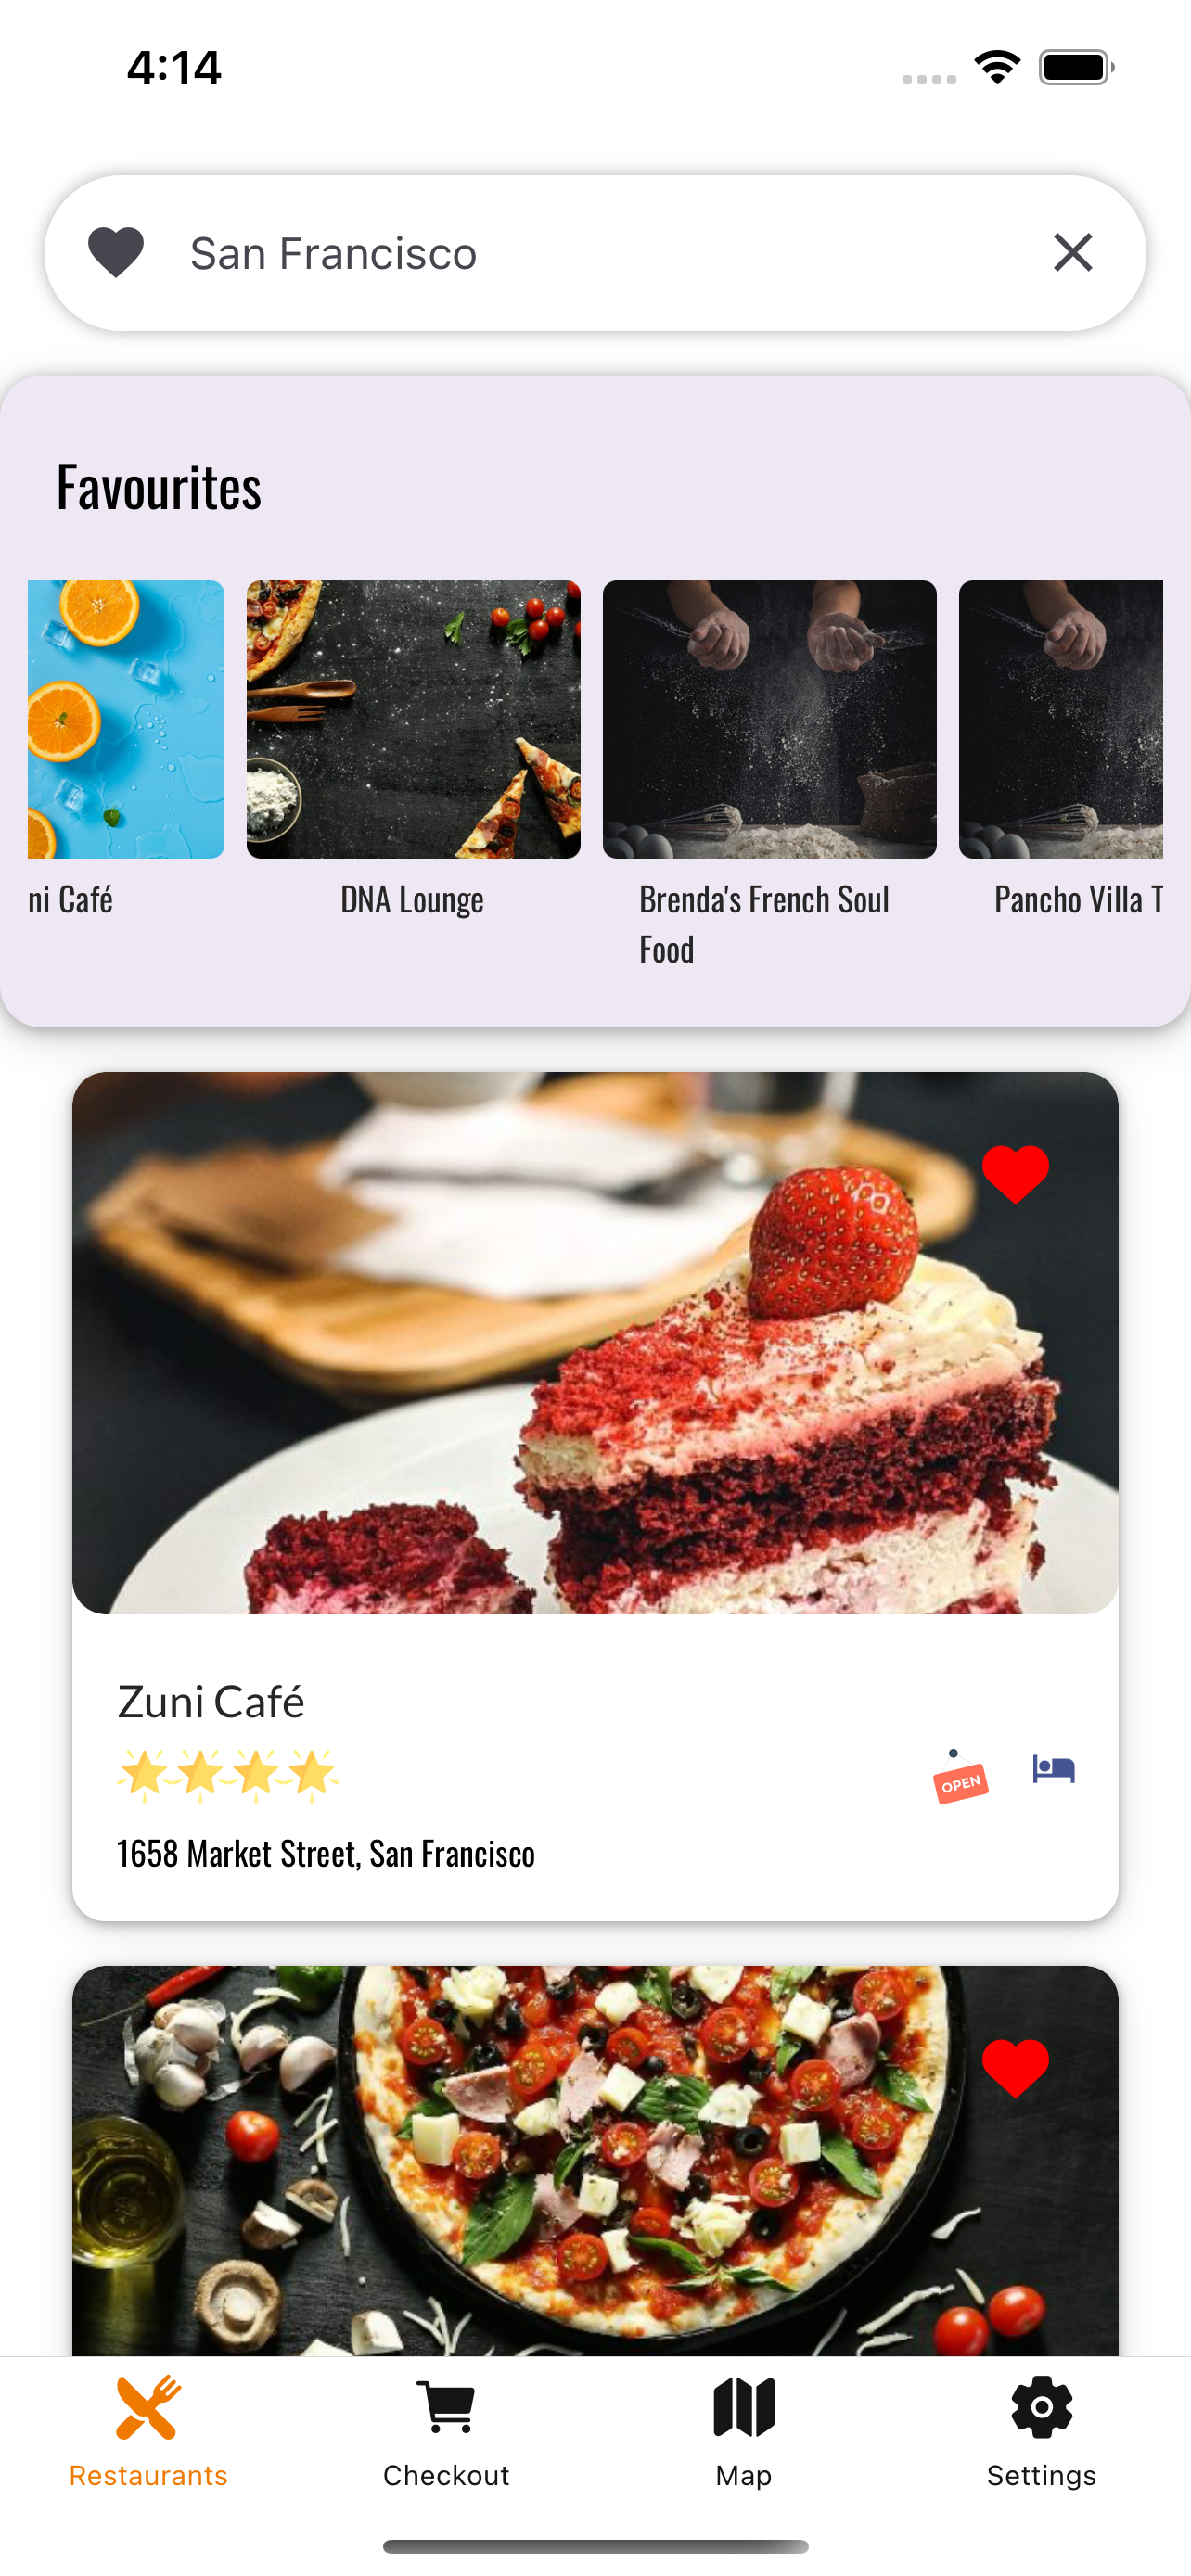 4:14
San Francisco
Favourites
ni Café
DNA Lounge
Brenda's French Soul
Food
Pancho Villa T
Zuni Café
OPEN
1658 Market Street, San Francisco
Restaurants
Checkout
Map
Settings